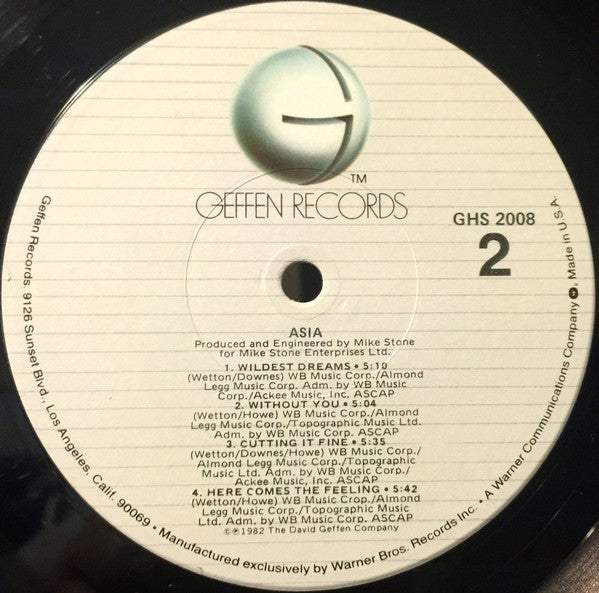 TM
GEFFEN RECORDS
GHS 2008
2
ASIA
Produced and Engineered by Mike Stone
for Mike Stone Enterprises Ltd.
1. WILDEST DREAMS • 5:10
(Wetton/Downes) WB Music Corp./Almond
Legg Music Corp. Adm. by WB Music
Corp./Ackee Music, Inc. ASCAP
2. WITHOUT YOU • 5:04
(Wetton/Howe) WB Music Crop./Almond
Legg Music Corp./Topographic Music Ltd.
Adm. by WB Music Corp. ASCAP
3. CUTTING IT FINE • 5:35
(Wetton/Downes/Howe) WB Music Corp./
Almond Legg Music Corp./Topographic
Music Ltd. Adm. by WB Music Corp./
Ackee Music, Inc. ASCAP
4. HERE COMES THE FEELING • 5:42
(Wetton/Howe) WB Music Corp./Almond
Legg Music Corp./Topographic Music
Ltd. Adm. by WB Music Corp. ASCAP
©℗1982 The David Geffen Company
Geffen Records, 9126 Sunset Blvd., Los Angeles, Calif. 90069 • Manufactured exclusively by Warner Bros. Records Inc. • A Warner Communications Company, Made in U.S.A.